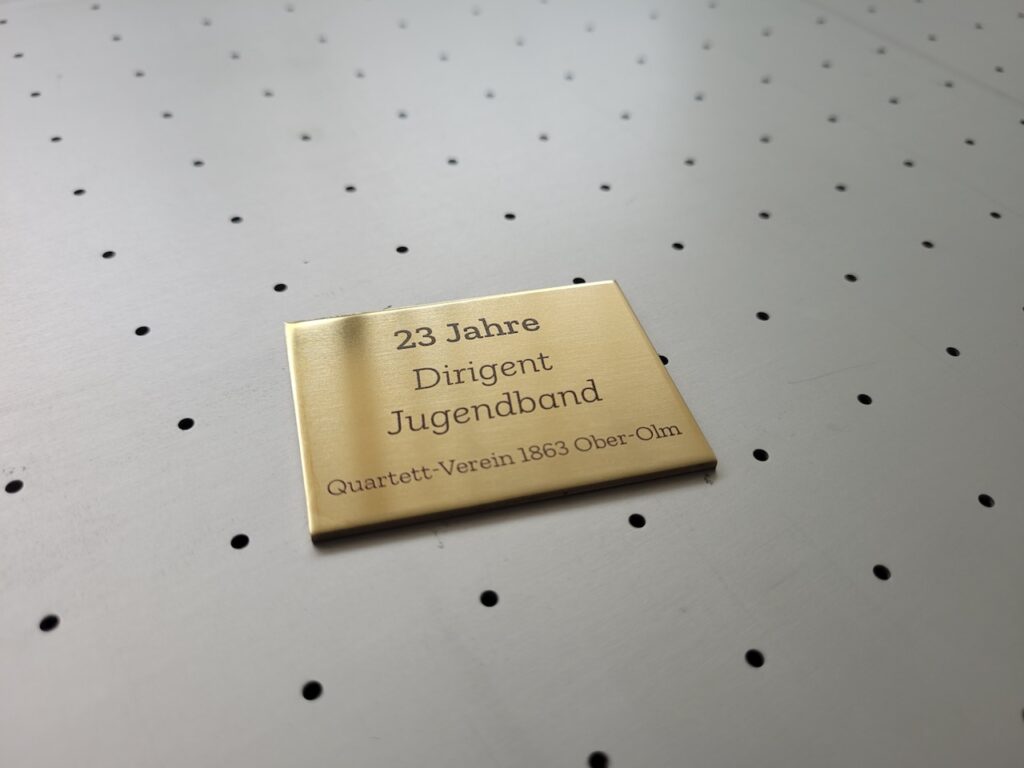 23 Jahre
Dirigent
Jugendband
Quartett-Verein 1863 Ober-Olm